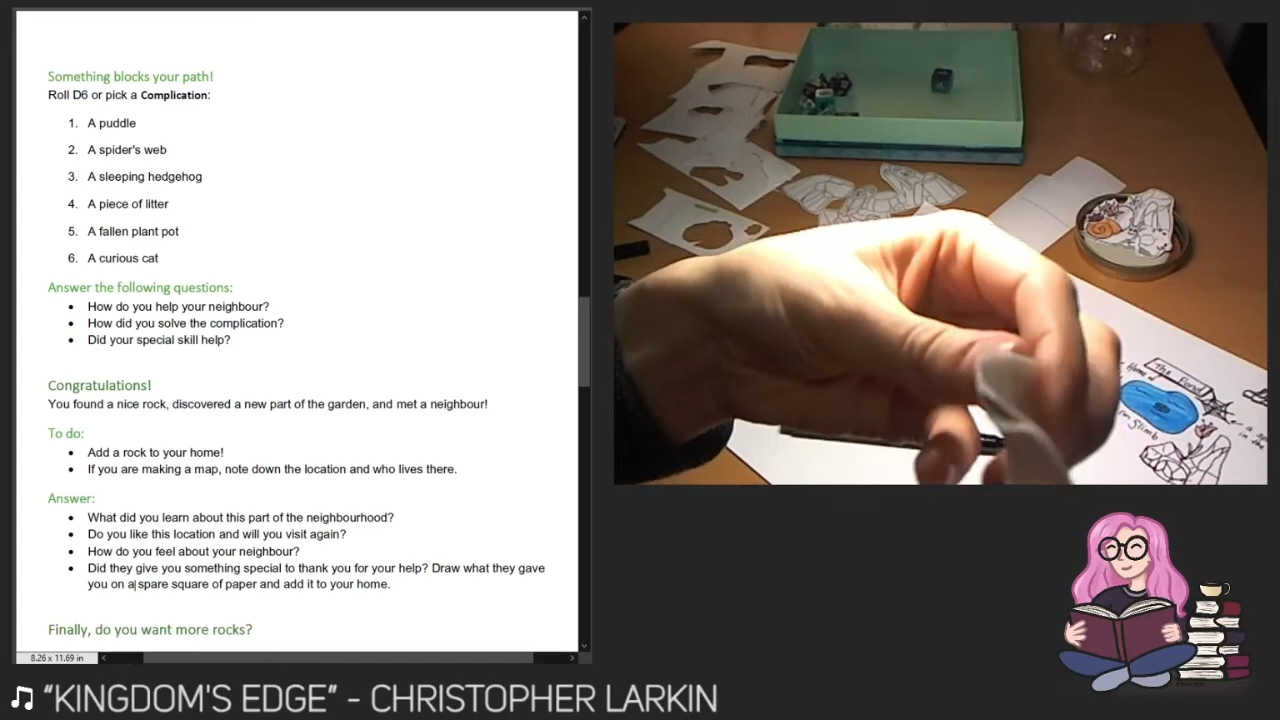 Something blocks your path!
Roll D6 or pick a Complication:
1. A puddle
2. A spider's web
3. A sleeping hedgehog
4. A piece of litter
5. A fallen plant pot
6. A curious cat
Answer the following questions:
• How do you help your neighbour?
• How did you solve the complication?
• Did your special skill help?
Congratulations!
You found a nice rock, discovered a new part of the garden, and met a neighbour!
To do:
• Add a rock to your home!
• If you are making a map, note down the location and who lives there.
Answer:
• What did you learn about this part of the neighbourhood?
• Do you like this location and will you visit again?
• How do you feel about your neighbour?
• Did they give you something special to thank you for your help? Draw what they gave
you on a spare square of paper and add it to your home.
Finally, do you want more rocks?
8.26 x 11.69 in
The Pond
Home of
♫ “KINGDOM'S EDGE” - CHRISTOPHER LARKIN